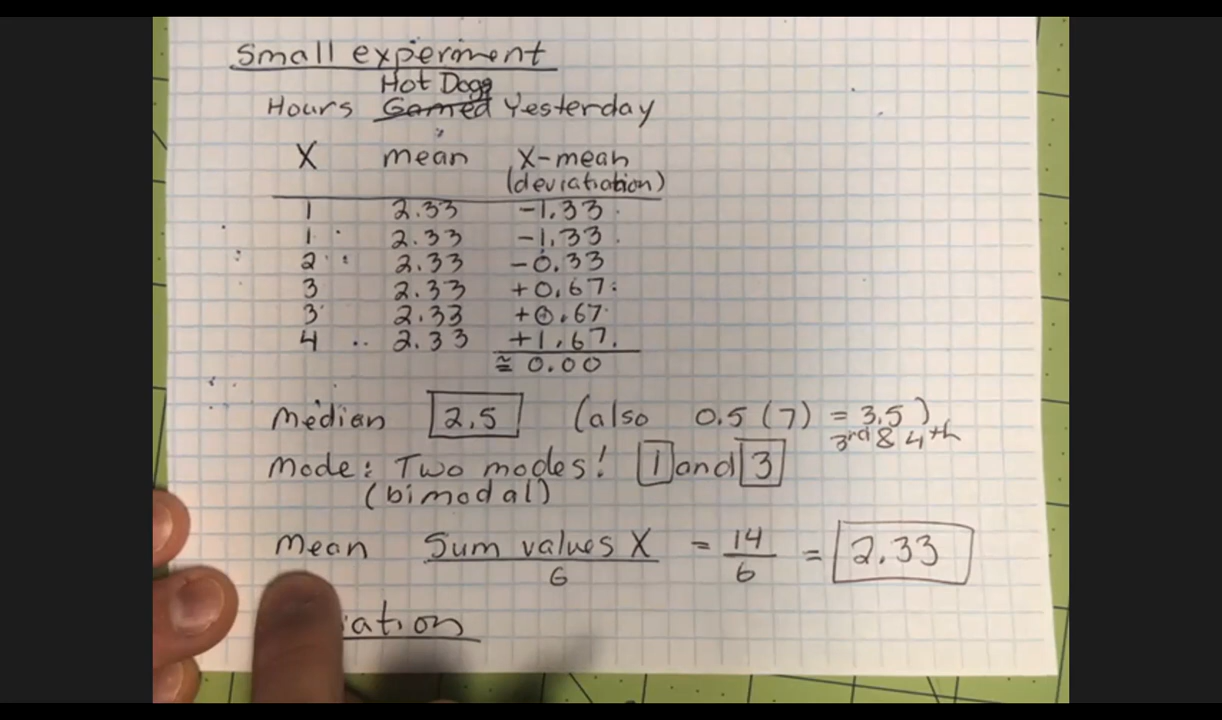 Small experiment
Hot Dogs
Hours Gamed Yesterday
X mean X-mean
(deviatiation)
1 2.33 -1.33
1 2.33 -1.33
2 2.33 -0.33
3 2.33 +0.67
3 2.33 +0.67
4 2.33 +1.67
≅ 0.00
Median 2.5 (also 0.5 (7) = 3.5)
3rd & 4th
Mode: Two modes! 1 and 3
(bimodal)
Mean Sum values X = 14 = 2.33
6 6
iation